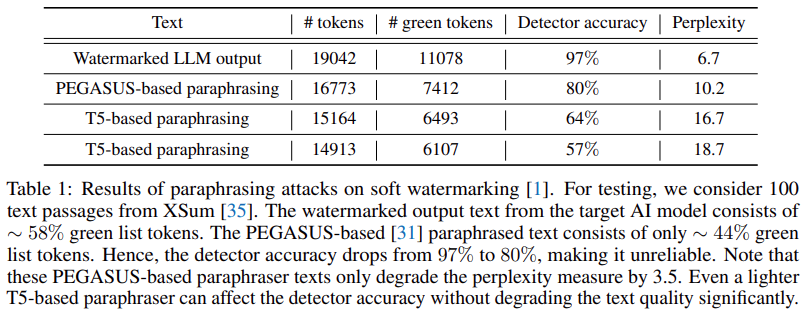 Text | # tokens | # green tokens | Detector accuracy | Perplexity
Watermarked LLM output | 19042 | 11078 | 97% | 6.7
PEGASUS-based paraphrasing | 16773 | 7412 | 80% | 10.2
T5-based paraphrasing | 15164 | 6493 | 64% | 16.7
T5-based paraphrasing | 14913 | 6107 | 57% | 18.7
Table 1: Results of paraphrasing attacks on soft watermarking [1]. For testing, we consider 100
text passages from XSum [35]. The watermarked output text from the target AI model consists of
∼ 58% green list tokens. The PEGASUS-based [31] paraphrased text consists of only ∼ 44% green
list tokens. Hence, the detector accuracy drops from 97% to 80%, making it unreliable. Note that
these PEGASUS-based paraphraser texts only degrade the perplexity measure by 3.5. Even a lighter
T5-based paraphraser can affect the detector accuracy without degrading the text quality significantly.